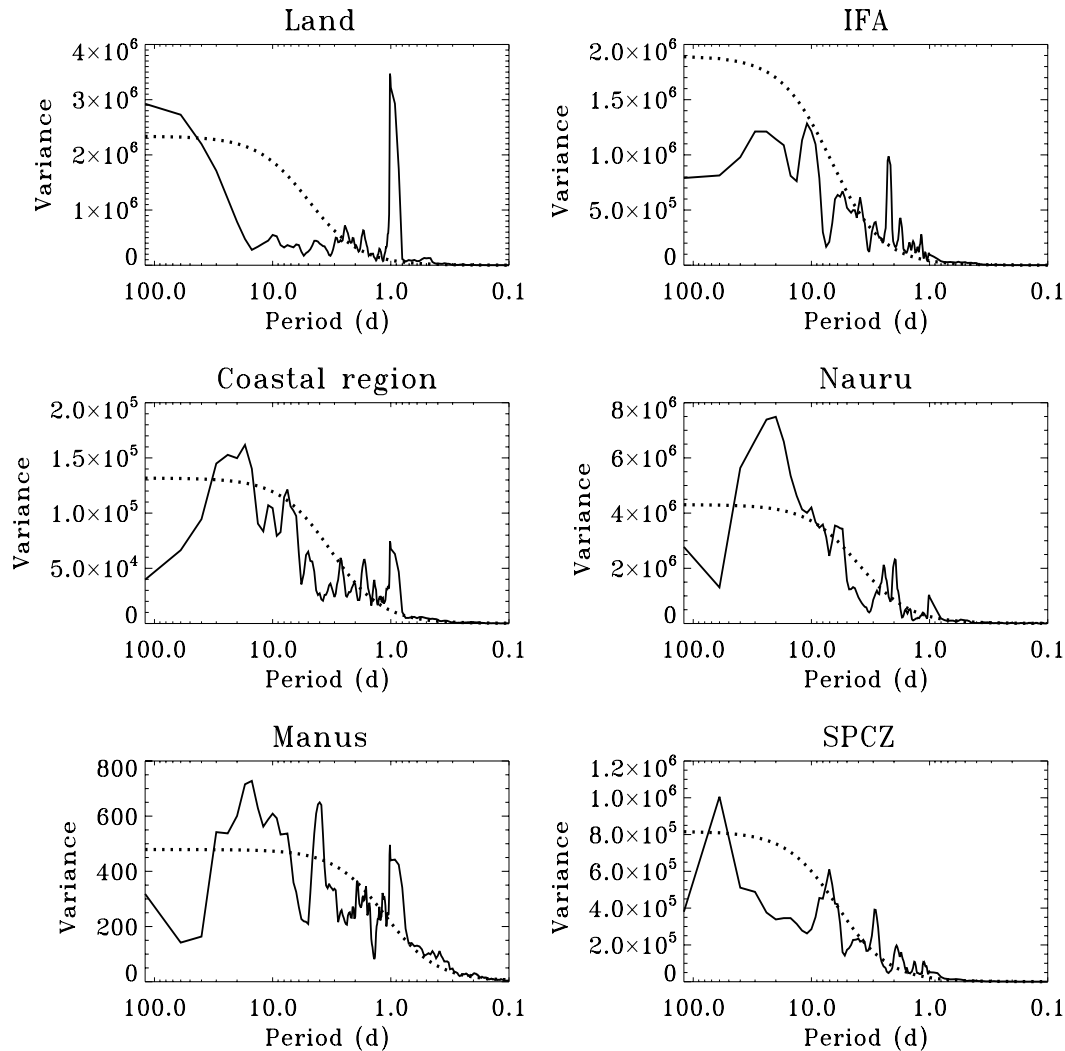 Land
4×10⁶
3×10⁶
2×10⁶
1×10⁶
0
Variance
100.0 10.0 1.0 0.1
Period (d)
IFA
2.0×10⁶
1.5×10⁶
1.0×10⁶
5.0×10⁵
0
Variance
100.0 10.0 1.0 0.1
Period (d)
Coastal region
2.0×10⁵
1.5×10⁵
1.0×10⁵
5.0×10⁴
0
Variance
100.0 10.0 1.0 0.1
Period (d)
Nauru
8×10⁶
6×10⁶
4×10⁶
2×10⁶
0
Variance
100.0 10.0 1.0 0.1
Period (d)
Manus
800
600
400
200
0
Variance
100.0 10.0 1.0 0.1
Period (d)
SPCZ
1.2×10⁶
1.0×10⁶
8.0×10⁵
6.0×10⁵
4.0×10⁵
2.0×10⁵
0
Variance
100.0 10.0 1.0 0.1
Period (d)